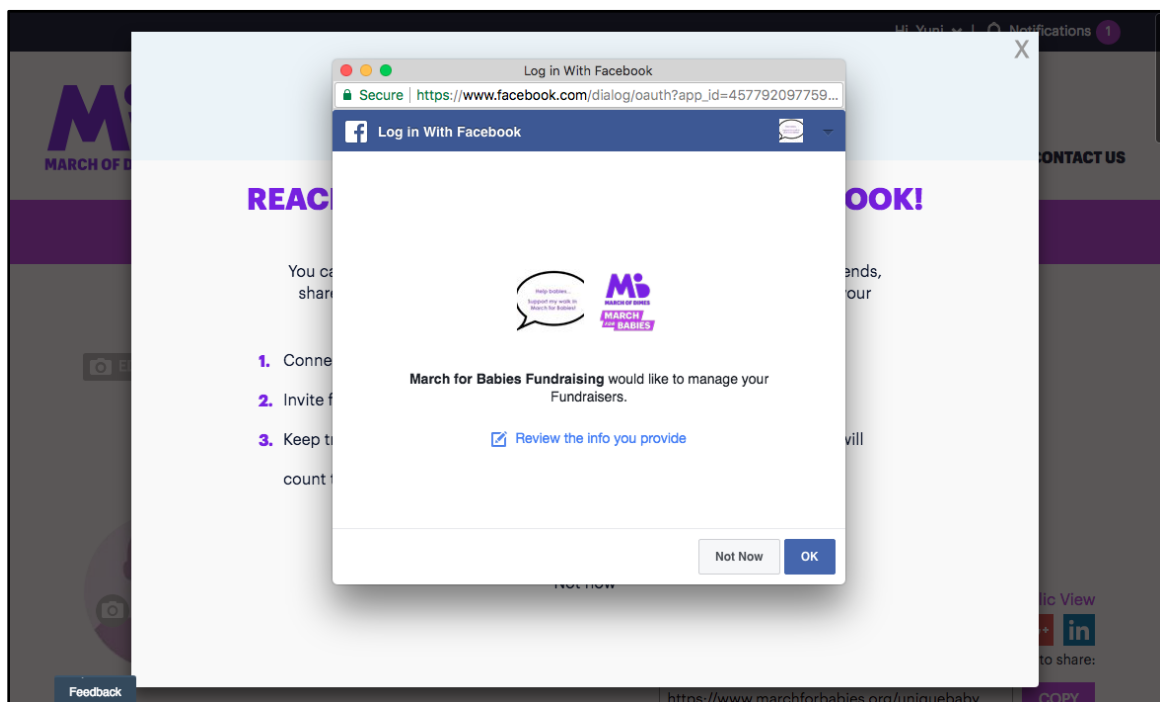 Hi, Yuni
Notifications 1
X
Log in With Facebook
Secure https://www.facebook.com/dialog/oauth?app_id=457792097759...
Log in With Facebook
MARCH OF D
CONTACT US
REAC
OOK!
You ca
ends,
share
our
Help babies...
Support my walk in
March for Babies!
MARCH OF DIMES
MARCH
FOR BABIES
1. Conne
March for Babies Fundraising would like to manage your
Fundraisers.
2. Invite f
3. Keep t
Review the info you provide
will
count
Not Now
OK
Not now
lic View
in
to share:
Feedback
https://www.marchforbabies.org/uniquebaby
COPY